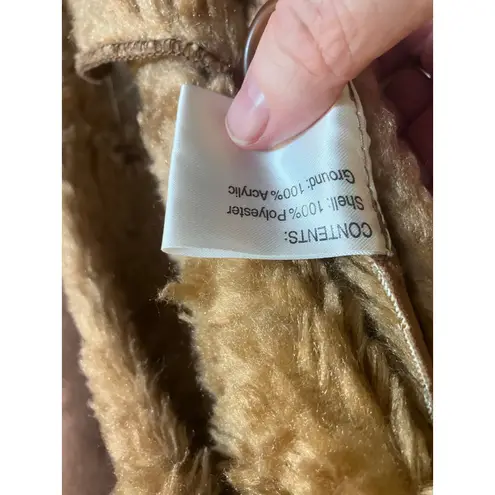 CONTENTS:
Shell: 100% Polyester
Ground: 100% Acrylic